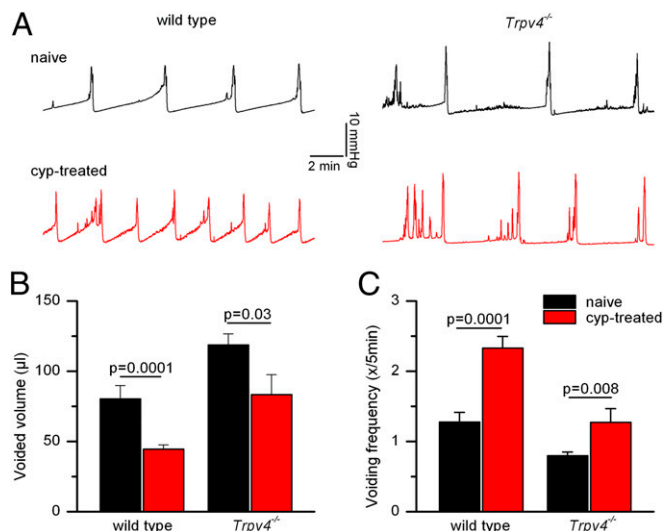 A
wild type
Trpv4-/-
naive
10 mmHg
2 min
cyp-treated
B
150
100
50
0
Voided volume (µl)
p=0.0001
p=0.03
wild type
Trpv4-/-
C
3
2
1
0
Voiding frequency (x/5min)
naive
cyp-treated
p=0.0001
p=0.008
wild type
Trpv4-/-